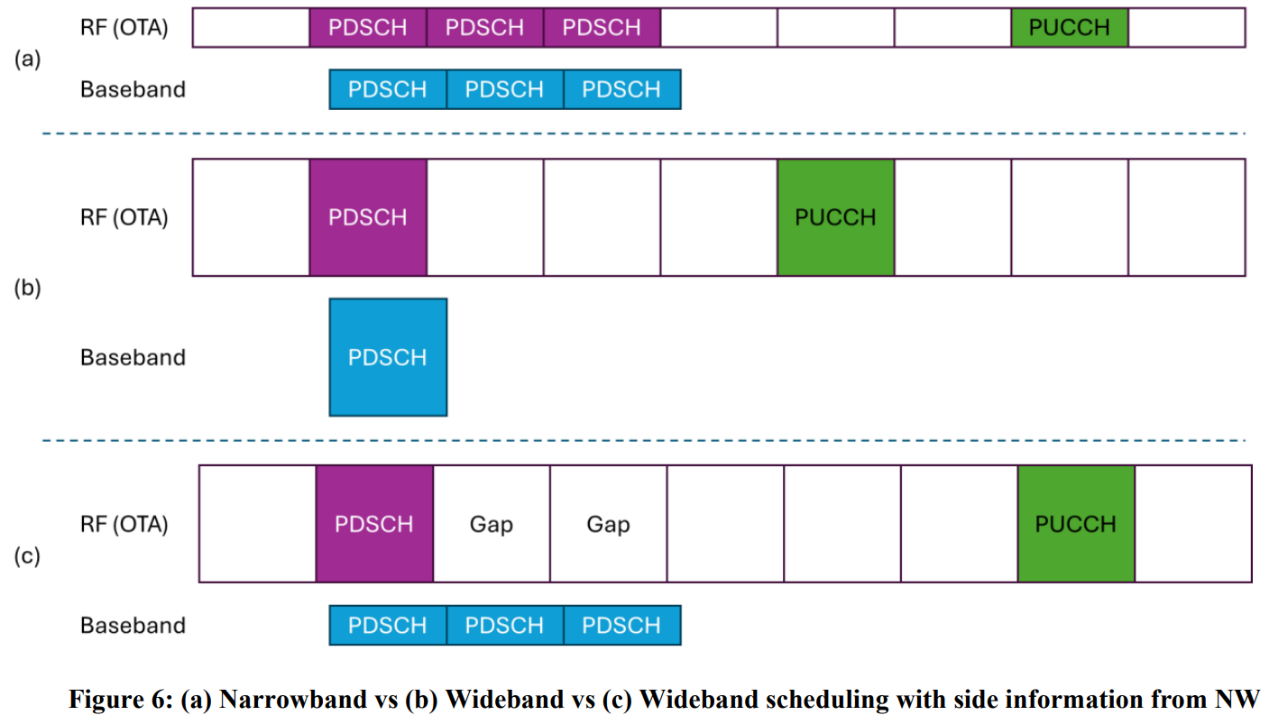 RF (OTA) PDSCH PDSCH PDSCH PUCCH
(a)
Baseband PDSCH PDSCH PDSCH
RF (OTA) PDSCH PUCCH
(b)
Baseband PDSCH
RF (OTA) PDSCH Gap Gap PUCCH
(c)
Baseband PDSCH PDSCH PDSCH
Figure 6: (a) Narrowband vs (b) Wideband vs (c) Wideband scheduling with side information from NW